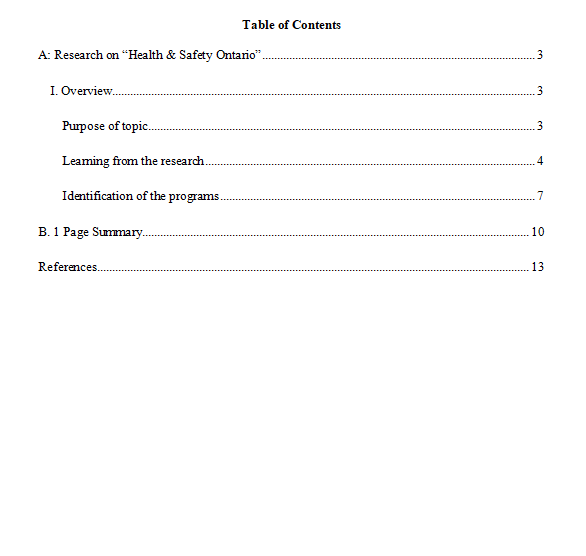 Table of Contents
A: Research on “Health & Safety Ontario”.....3
I. Overview.....3
Purpose of topic.....3
Learning from the research.....4
Identification of the programs.....7
B. 1 Page Summary.....10
References.....13